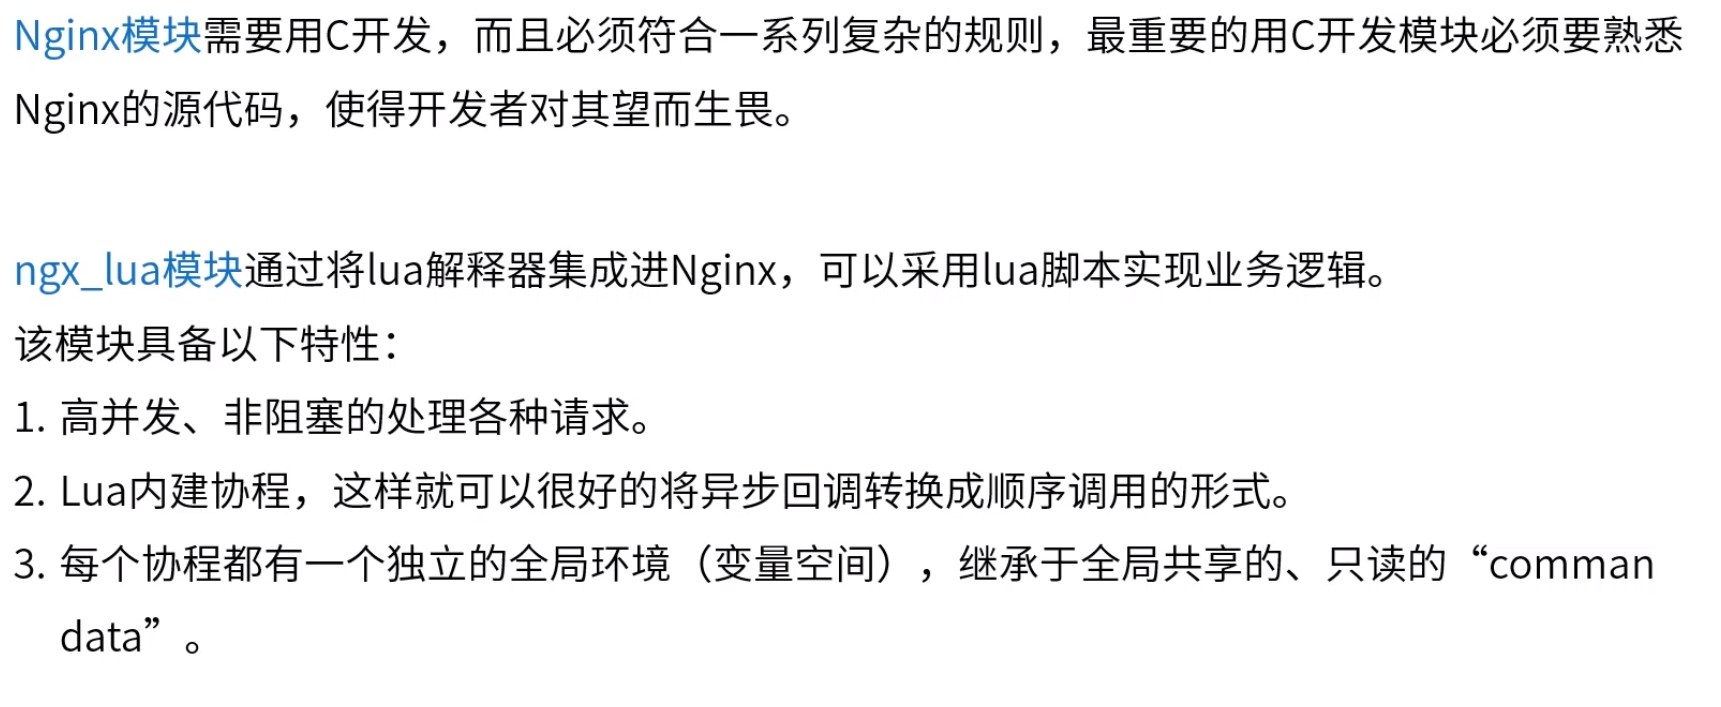 Nginx模块需要用C开发，而且必须符合一系列复杂的规则，最重要的用C开发模块必须要熟悉
Nginx的源代码，使得开发者对其望而生畏。
ngx_lua模块通过将lua解释器集成进Nginx，可以采用lua脚本实现业务逻辑。
该模块具备以下特性：
1. 高并发、非阻塞的处理各种请求。
2. Lua内建协程，这样就可以很好的将异步回调转换成顺序调用的形式。
3. 每个协程都有一个独立的全局环境（变量空间），继承于全局共享的、只读的“comman
data”。